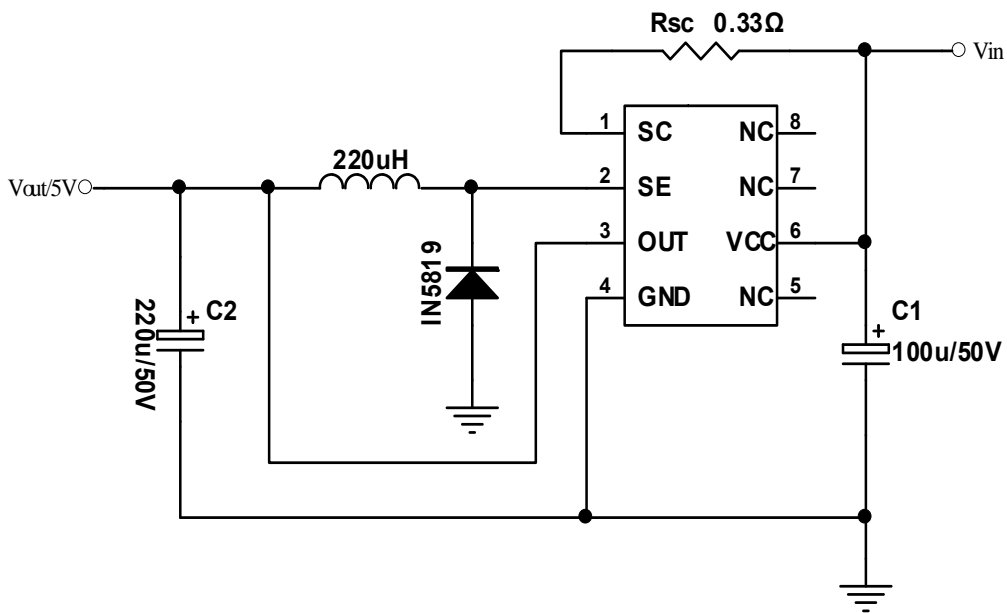 Rsc 0.33Ω
Vin
1 SC NC 8
220uH
Vout/5V
2 SE NC 7
3 OUT VCC 6
IN5819
4 GND NC 5
C2
220u/50V
C1
100u/50V
+
+